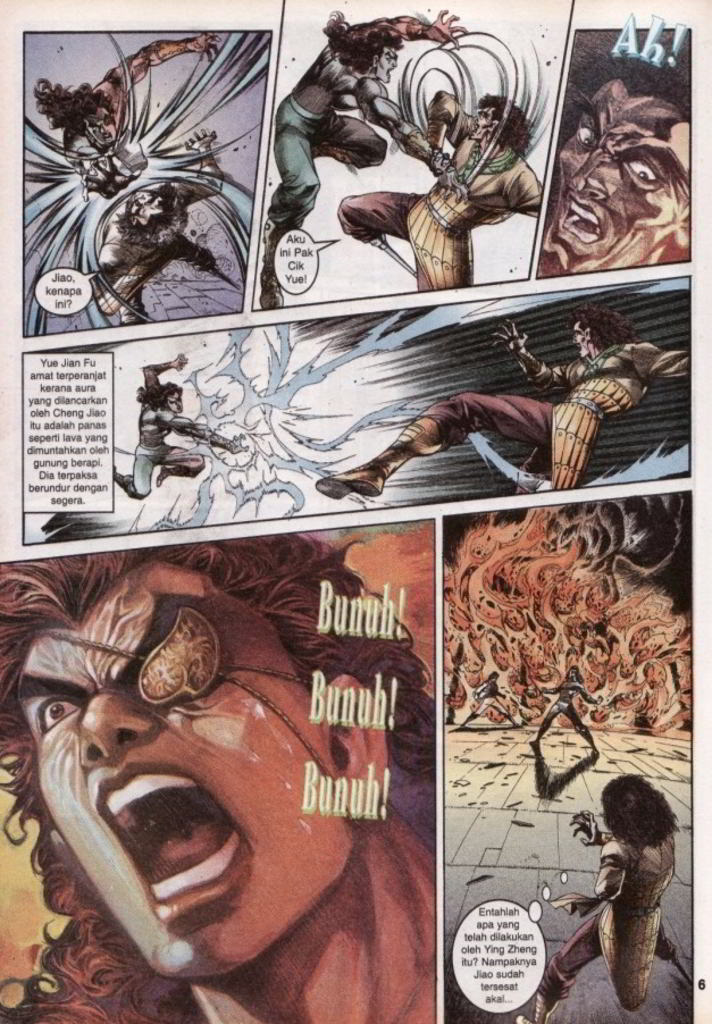 Jiao,
kenapa
ini?
Aku
ini Pak
Cik
Yue!
Ah!
Yue Jian Fu
amat terperanjat
kerana aura
yang dilancarkan
oleh Cheng Jiao
itu adalah panas
seperti lava yang
dimuntahkan oleh
gunung berapi.
Dia terpaksa
berundur dengan
segera.
Bunuh!
Bunuh!
Bunuh!
Entahlah
apa yang
telah dilakukan
oleh Ying Zheng
itu? Nampaknya
Jiao sudah
tersesat
akal...
6